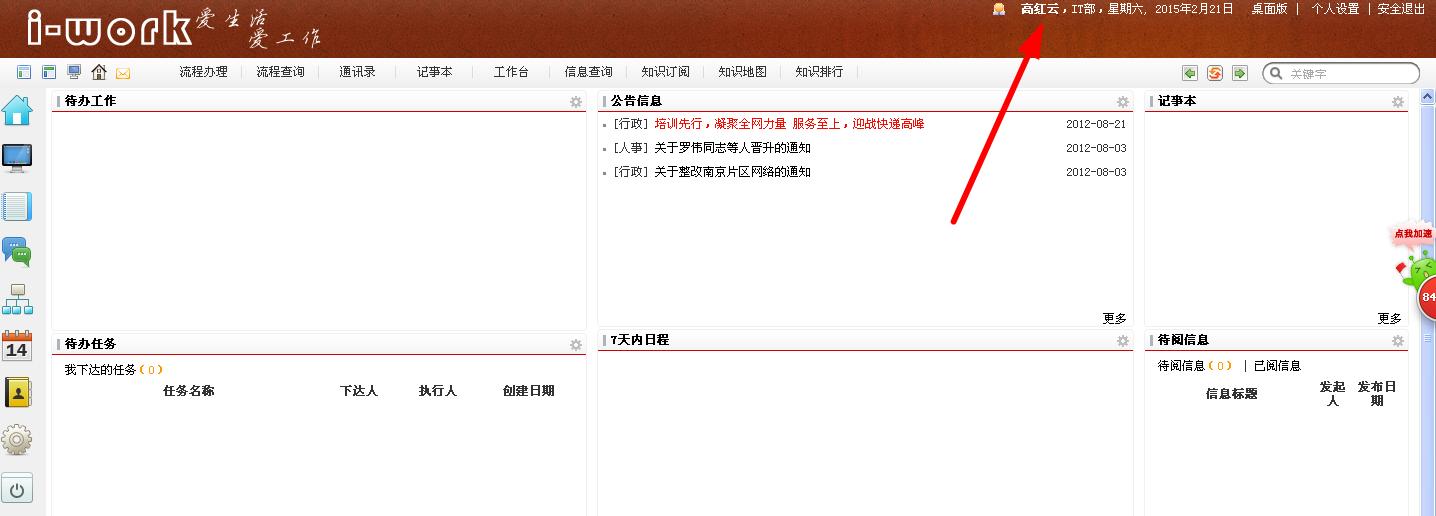 i-work 爱生活
爱工作
高红云，IT部，星期六, 2015年2月21日 桌面版 | 个人设置 | 安全退出
流程办理 流程查询 通讯录 记事本 工作台 信息查询 知识订阅 知识地图 知识排行
关键字
待办工作
公告信息
[行政] 培训先行，凝聚全网力量 服务至上，迎战快递高峰 2012-08-21
[人事] 关于罗伟同志等人晋升的通知 2012-08-03
[行政] 关于整改南京片区网络的通知 2012-08-03
更多
记事本
更多
点我加速
84
14
待办任务
我下达的任务（0）
任务名称 下达人 执行人 创建日期
7天内日程
待阅信息
待阅信息（0） | 已阅信息
信息标题 发起人 发布日期